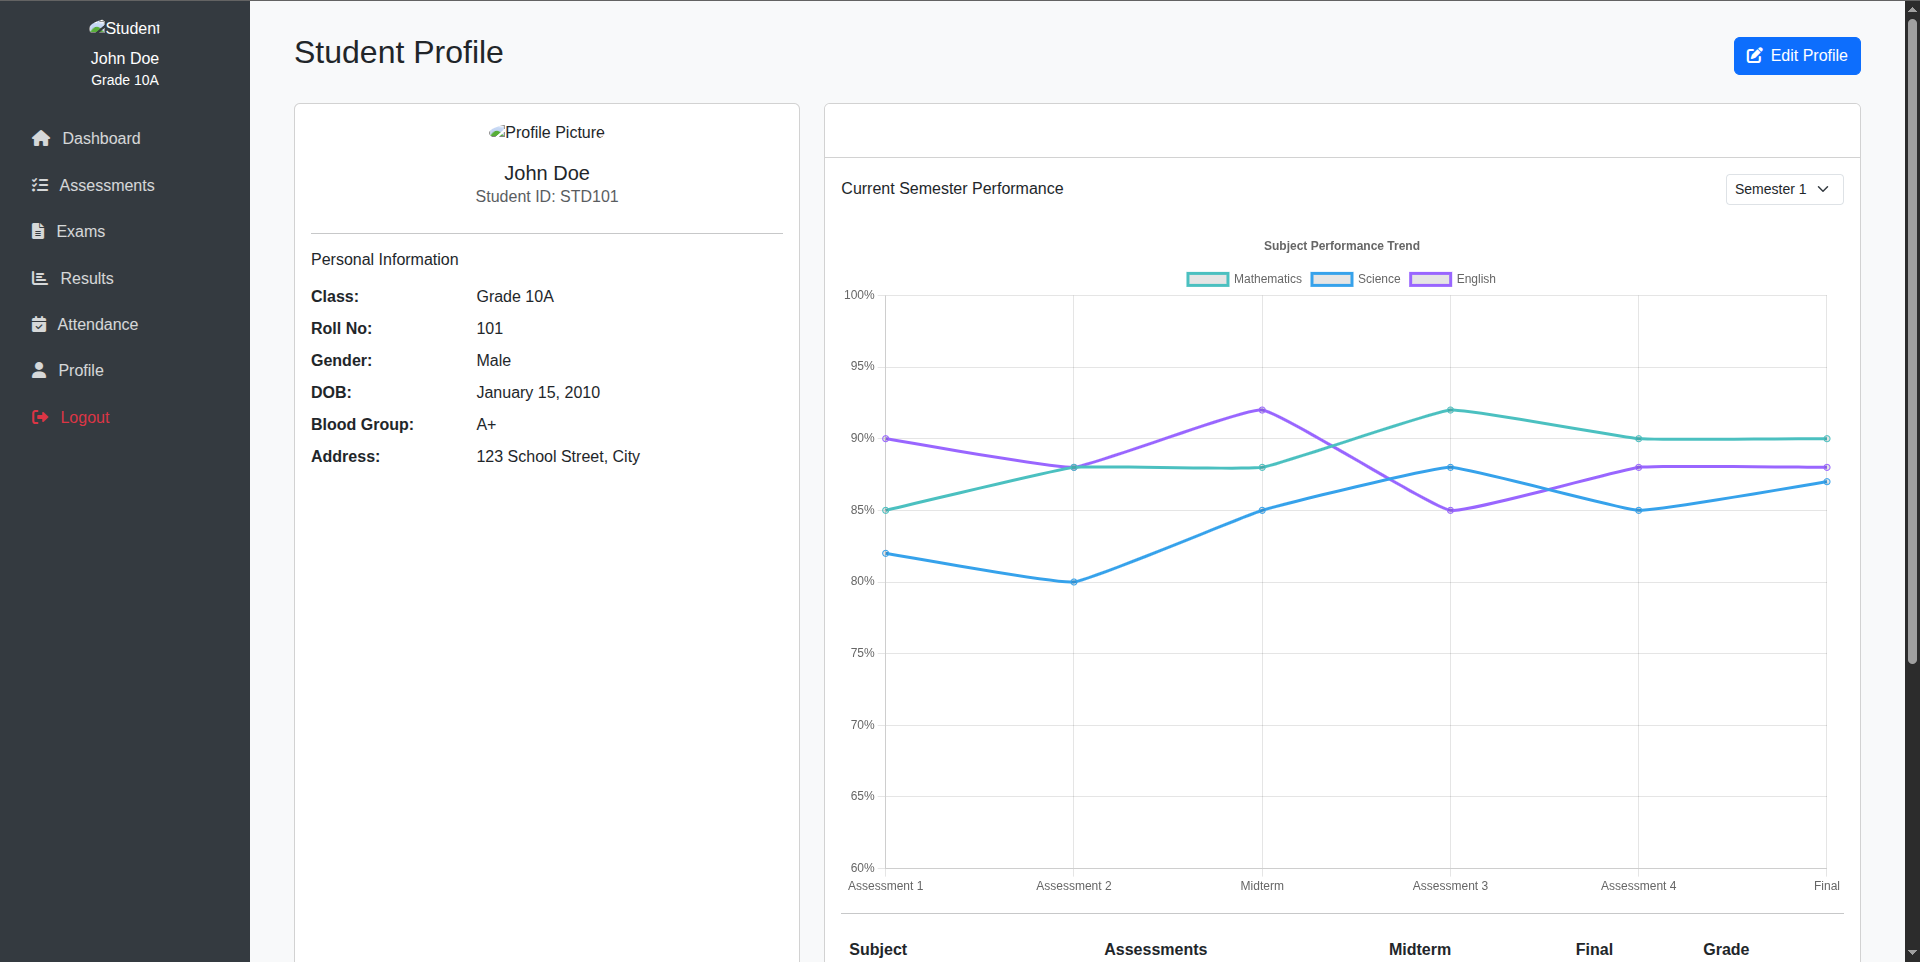 Student
John Doe
Grade 10A
Dashboard
Assessments
Exams
Results
Attendance
Profile
Logout
Student Profile
Edit Profile
Profile Picture
John Doe
Student ID: STD101
Personal Information
Class: Grade 10A
Roll No: 101
Gender: Male
DOB: January 15, 2010
Blood Group: A+
Address: 123 School Street, City
Current Semester Performance
Semester 1
Subject Performance Trend
Mathematics Science English
100%
95%
90%
85%
80%
75%
70%
65%
60%
Assessment 1 Assessment 2 Midterm Assessment 3 Assessment 4 Final
Subject Assessments Midterm Final Grade